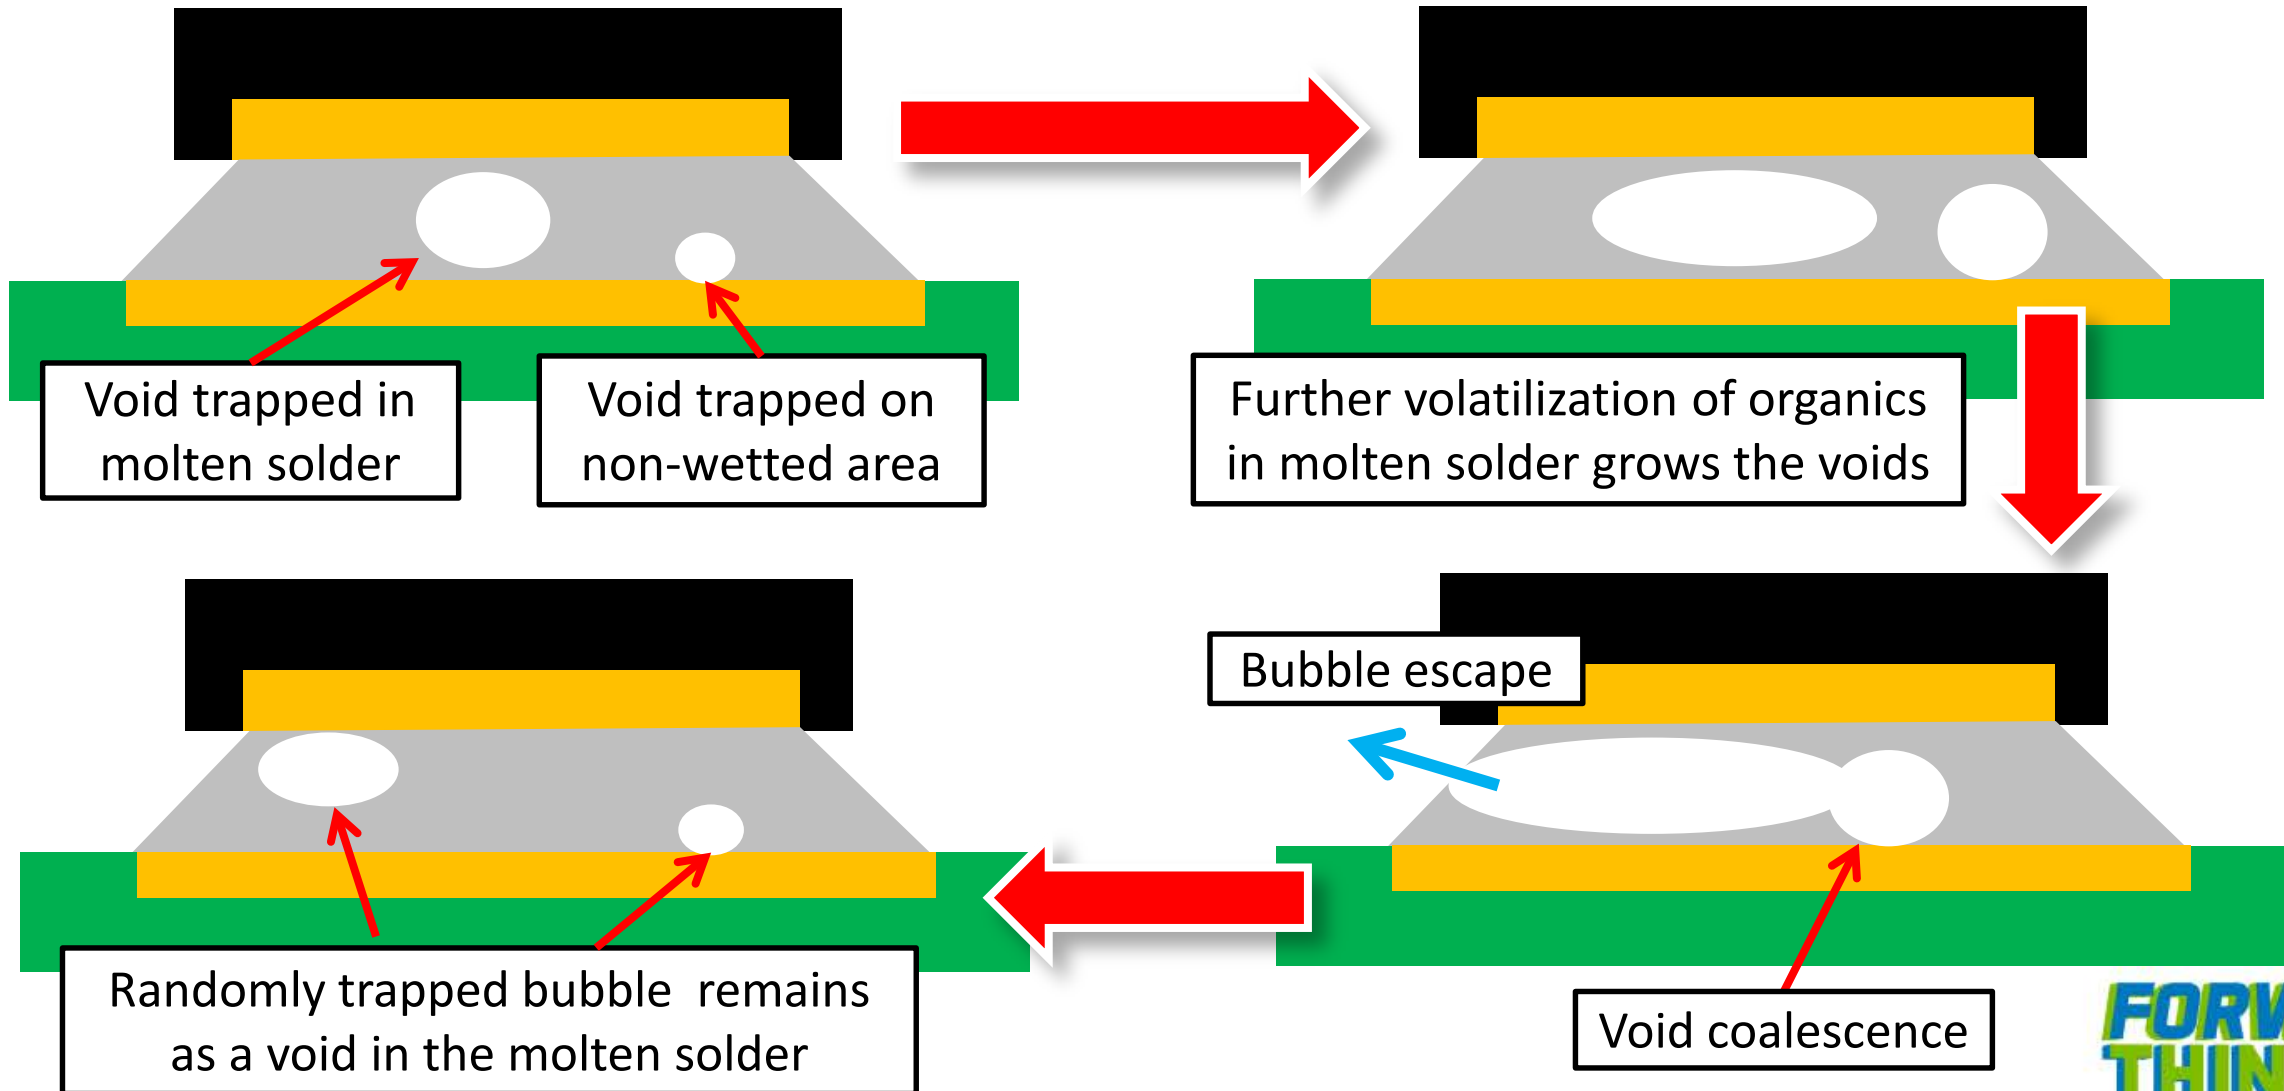 Void trapped in
molten solder
Void trapped on
non-wetted area
Further volatilization of organics
in molten solder grows the voids
Bubble escape
Randomly trapped bubble remains
as a void in the molten solder
Void coalescence